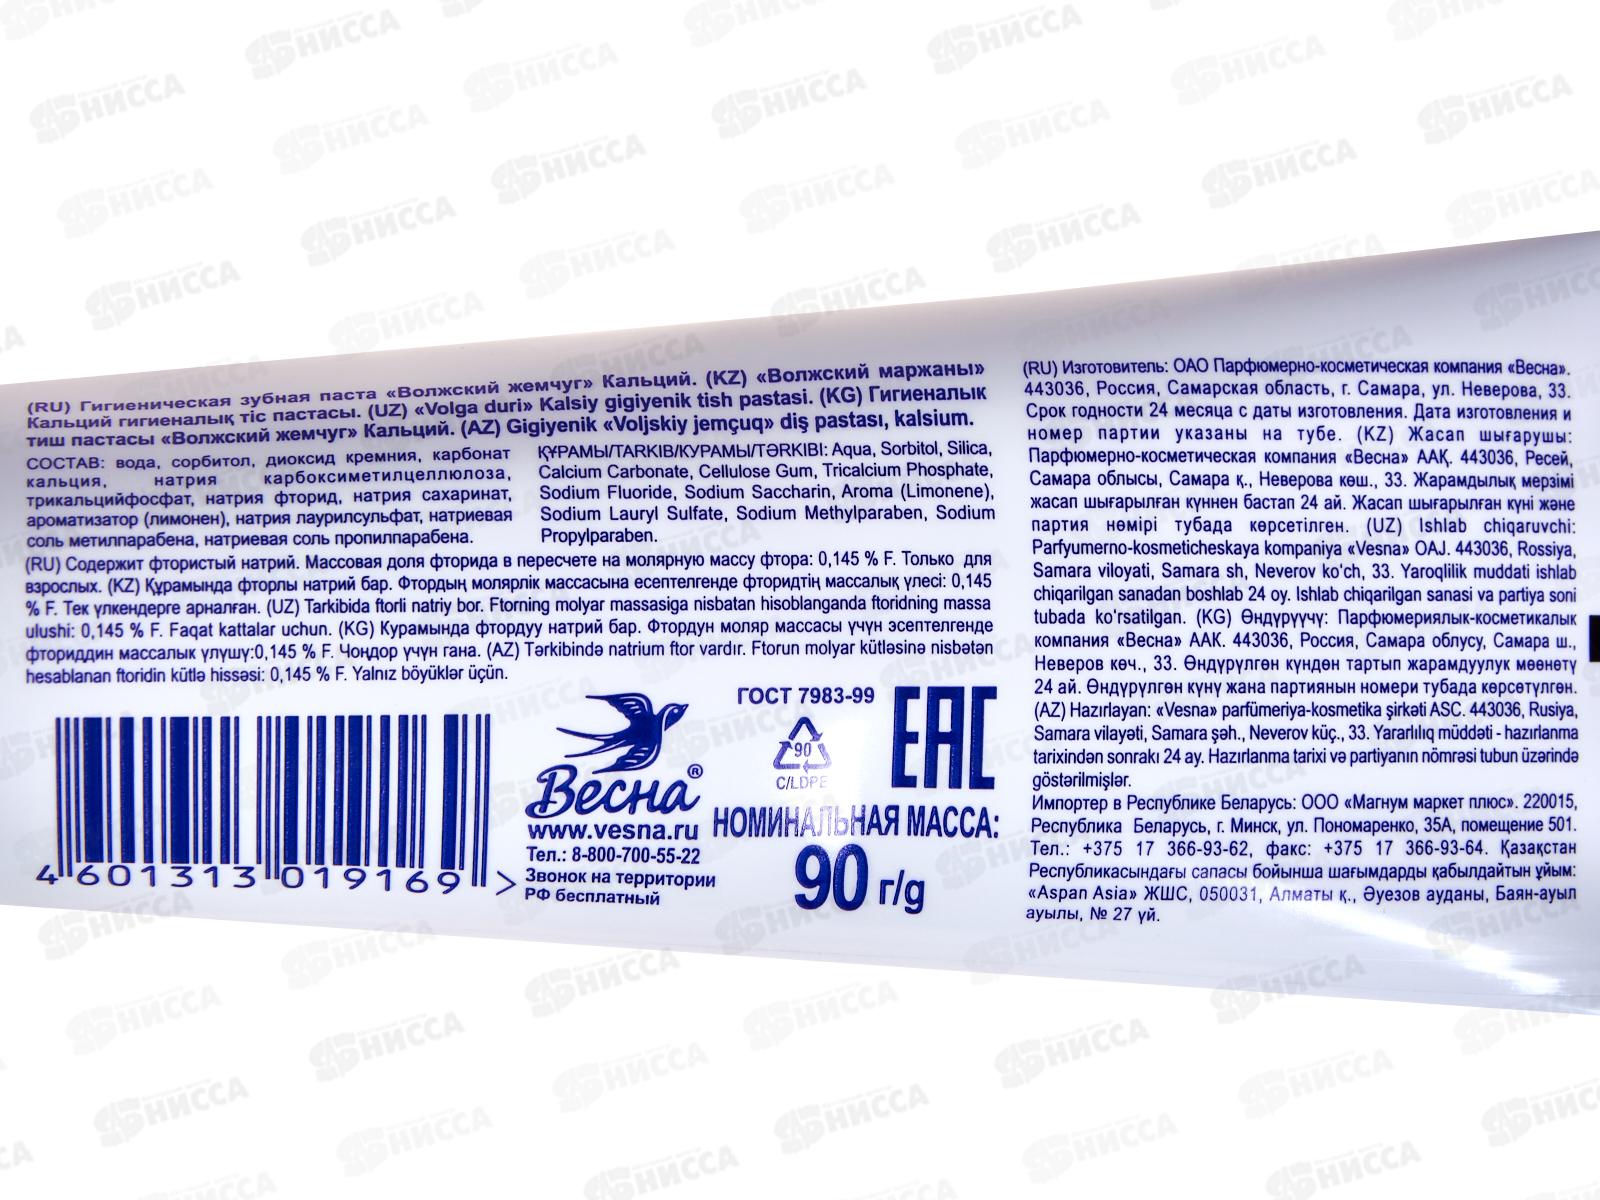 (RU) Гигиеническая зубная паста «Волжский жемчуг» Кальций. (KZ) «Волжский маржаны»
Кальций гигиеналық тіс пастасы. (UZ) «Volga duri» Kalsiy gigiyenik tish pastasi. (KG) Гигиеналык
тиш пастасы «Волжский жемчуг» Кальций. (AZ) Gigiyenik «Voljskiy jemçuq» diş pastası, kalsium.
СОСТАВ: вода, сорбитол, диоксид кремния, карбонат
кальция, натрия карбоксиметилцеллюлоза,
трикальцийфосфат, натрия фторид, натрия сахаринат,
ароматизатор (лимонен), натрия лаурилсульфат, натриевая
соль метилпарабена, натриевая соль пропилпарабена.
ҚҰРАМЫ/TARKIB/КУРАМЫ/TƏRKIBI: Aqua, Sorbitol, Silica,
Calcium Carbonate, Cellulose Gum, Tricalcium Phosphate,
Sodium Fluoride, Sodium Saccharin, Aroma (Limonene),
Sodium Lauryl Sulfate, Sodium Methylparaben, Sodium
Propylparaben.
(RU) Содержит фтористый натрий. Массовая доля фторида в пересчете на молярную массу фтора: 0,145 % F. Только для
взрослых. (KZ) Құрамында фторлы натрий бар. Фтордың молярлік массасына есептелгенде фторидтің массалық үлесі: 0,145
% F. Тек үлкендерге арналған. (UZ) Tarkibida ftorli natriy bor. Ftorning molyar massasiga nisbatan hisoblanganda ftoridning massa
ulushi: 0,145 % F. Faqat kattalar uchun. (KG) Курамында фтордуу натрий бар. Фтордун моляр массасы үчүн эсептелгенде
фториддин массалык үлүшү:0,145 % F. Чоңдор үчүн гана. (AZ) Tərkibində natrium ftor vardır. Ftorun molyar kütləsinə nisbətən
hesablanan ftoridin kütlə hissəsi: 0,145 % F. Yalnız böyüklər üçün.
4 601313 019169 >
Весна®
www.vesna.ru
Тел.: 8-800-700-55-22
Звонок на территории
РФ бесплатный
ГОСТ 7983-99
90
C/LDPE
EAC
НОМИНАЛЬНАЯ МАССА:
90 г/g
(RU) Изготовитель: ОАО Парфюмерно-косметическая компания «Весна».
443036, Россия, Самарская область, г. Самара, ул. Неверова, 33.
Срок годности 24 месяца с даты изготовления. Дата изготовления и
номер партии указаны на тубе. (KZ) Жасап шығарушы:
Парфюмерно-косметическая компания «Весна» ААҚ. 443036, Ресей,
Самара облысы, Самара қ., Неверова көш., 33. Жарамдылық мерзімі
жасап шығарылған күннен бастап 24 ай. Жасап шығарылған күні және
партия нөмірі тубада көрсетілген. (UZ) Ishlab chiqaruvchi:
Parfyumerno-kosmeticheskaya kompaniya «Vesna» OAJ. 443036, Rossiya,
Samara viloyati, Samara sh, Neverov ko‘ch, 33. Yaroqlilik muddati ishlab
chiqarilgan sanadan boshlab 24 oy. Ishlab chiqarilgan sanasi va partiya soni
tubada ko‘rsatilgan. (KG) Өндүрүүчү: Парфюмериялык-косметикалык
компания «Весна» ААК. 443036, Россия, Самара облусу, Самара ш.,
Неверов көч., 33. Өндүрүлгөн күндөн тартып жарамдуулук мөөнөтү
24 ай. Өндүрүлгөн күнү жана партиянын номери тубада көрсөтүлгөн.
(AZ) Hazırlayan: «Vesna» parfümeriya-kosmetika şirkəti ASC. 443036, Rusiya,
Samara vilayəti, Samara şəh., Neverov küç., 33. Yararlılıq müddəti - hazırlanma
tarixindən sonrakı 24 ay. Hazırlanma tarixi və partiyanın nömrəsi tubun üzərində
göstərilmişlər.
Импортер в Республике Беларусь: ООО «Магнум маркет плюс». 220015,
Республика Беларусь, г. Минск, ул. Пономаренко, 35А, помещение 501.
Тел.: +375 17 366-93-62, факс: +375 17 366-93-64. Қазақстан
Республикасындағы сапасы бойынша шағымдарды қабылдайтын ұйым:
«Aspan Asia» ЖШС, 050031, Алматы қ., Әуезов ауданы, Баян-ауыл
ауылы, № 27 үй.
НИССА